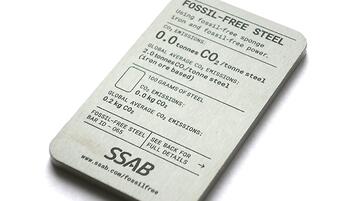 FOSSIL-FREE STEEL
Using fossil-free sponge
iron and fossil-free power.
CO₂ EMISSIONS:
0.0 tonnes CO₂/tonne steel
GLOBAL AVERAGE CO₂ EMISSIONS:
2.0 tonnes CO₂/tonne steel
(iron ore based)
100 GRAMS OF STEEL
CO₂ EMISSIONS:
0.0 kg CO₂
GLOBAL AVERAGE CO₂ EMISSIONS:
0.2 kg CO₂
FOSSIL-FREE STEEL
BAR ID - 065
SEE BACK FOR
FULL DETAILS →
SSAB
www.ssab.com/fossilfree